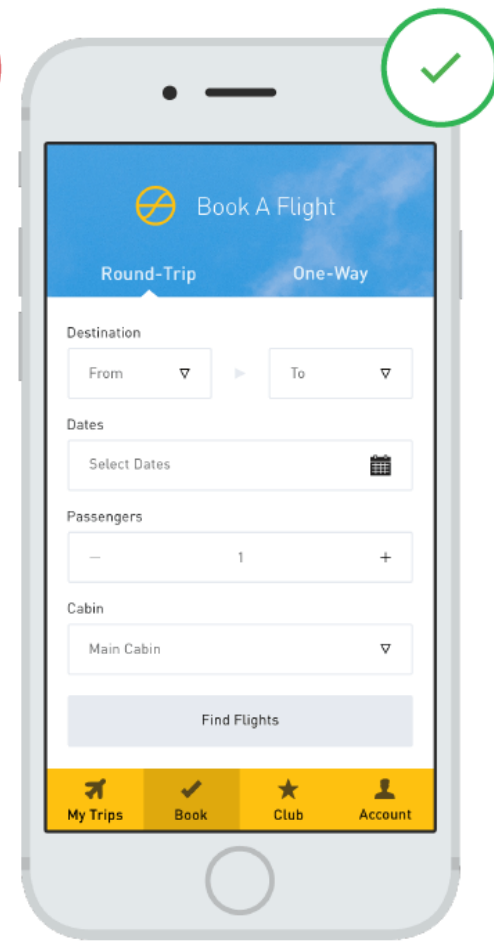 Book A Flight
Round-Trip One-Way
Destination
From To
Dates
Select Dates
Passengers
– 1 +
Cabin
Main Cabin
Find Flights
My Trips Book Club Account